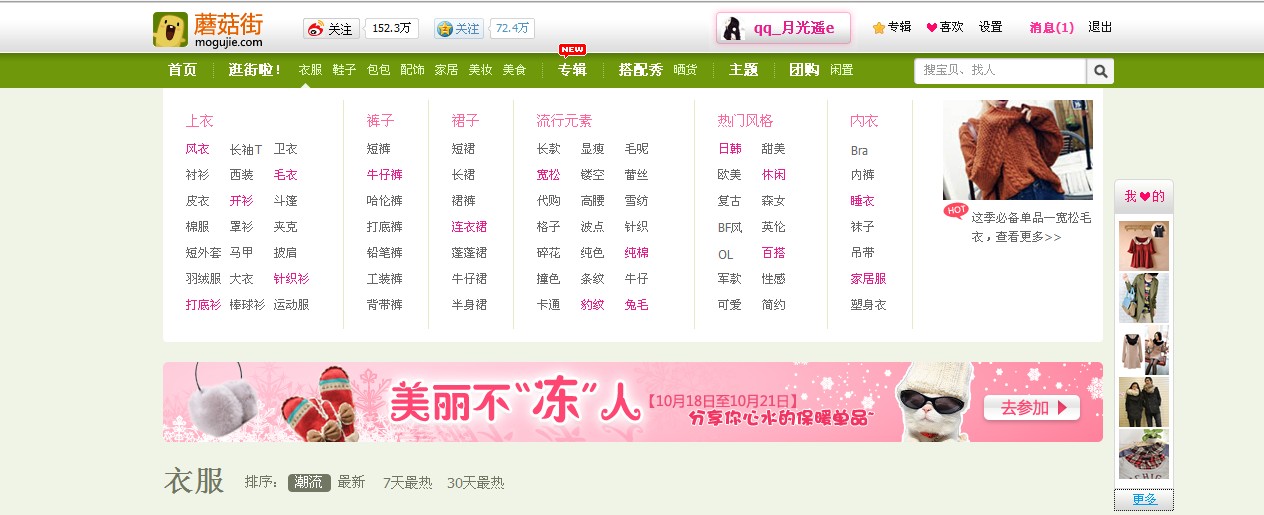 蘑菇街
mogujie.com
关注 152.3万 关注 72.4万 qq_月光遥e 专辑 喜欢 设置 消息(1) 退出
首页 逛街啦! 衣服 鞋子 包包 配饰 家居 美妆 美食 NEW 专辑 搭配秀 晒货 主题 团购 闲置 搜宝贝、找人
上衣
风衣 长袖T 卫衣
衬衫 西装 毛衣
皮衣 开衫 斗篷
棉服 罩衫 夹克
短外套 马甲 披肩
羽绒服 大衣 针织衫
打底衫 棒球衫 运动服
裤子
短裤
牛仔裤
哈伦裤
打底裤
铅笔裤
工装裤
背带裤
裙子
短裙
长裙
裙裤
连衣裙
蓬蓬裙
牛仔裙
半身裙
流行元素
长款 显瘦 毛呢
宽松 镂空 蕾丝
代购 高腰 雪纺
格子 波点 针织
碎花 纯色 纯棉
撞色 条纹 牛仔
卡通 豹纹 兔毛
热门风格
日韩 甜美
欧美 休闲
复古 森女
BF风 英伦
OL 百搭
军款 性感
可爱 简约
内衣
Bra
内裤
睡衣
袜子
吊带
家居服
塑身衣
HOT 这季必备单品—宽松毛
衣，查看更多>>
我❤的
更多
美丽不“冻”人
【10月18日至10月21日】
分享你心水的保暖单品~
去参加
衣服 排序： 潮流 最新 7天最热 30天最热